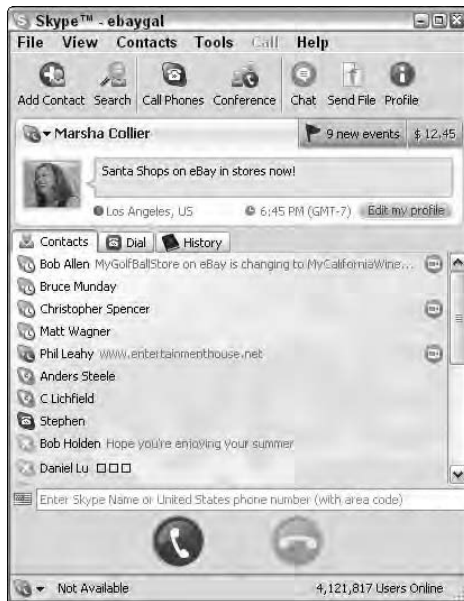 Skype™ - ebaygal
File View Contacts Tools Call Help
Add Contact Search Call Phones Conference Chat Send File Profile
Marsha Collier 9 new events $ 12.45
Santa Shops on eBay in stores now!
Los Angeles, US 6:45 PM (GMT-7) Edit my profile
Contacts Dial History
Bob Allen MyGolfBallStore on eBay is changing to MyCaliforniaWine...
Bruce Munday
Christopher Spencer
Matt Wagner
Phil Leahy www.entertainmenthouse.net
Anders Steele
C Lichfield
Stephen
Bob Holden Hope you're enjoying your summer
Daniel Lu □□□
Enter Skype Name or United States phone number (with area code)
Not Available 4,121,817 Users Online